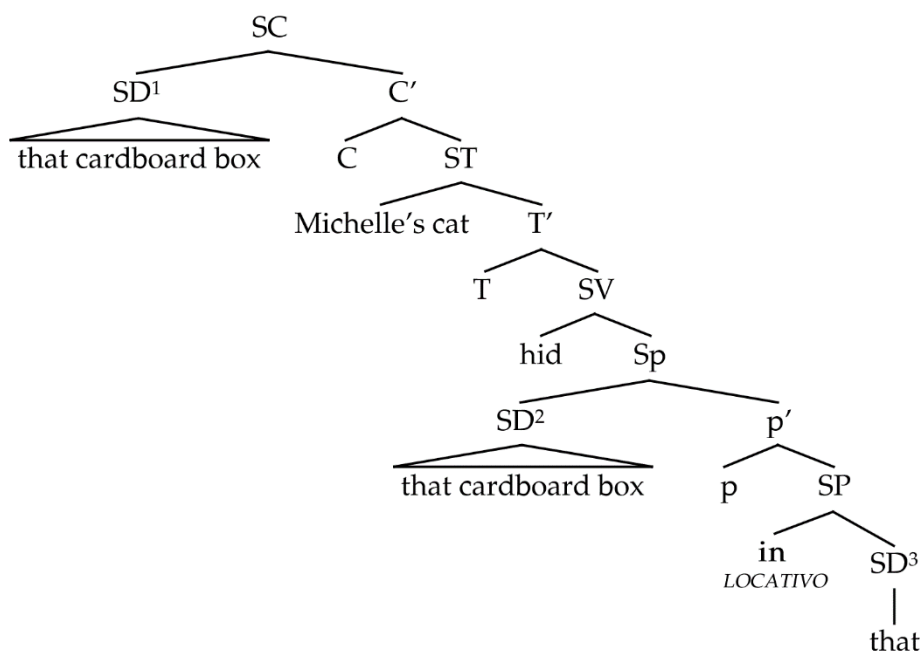 SC
SD¹ C′
that cardboard box C ST
Michelle’s cat T’
T SV
hid Sp
SD² p’
that cardboard box p SP
in SD³
LOCATIVO
that